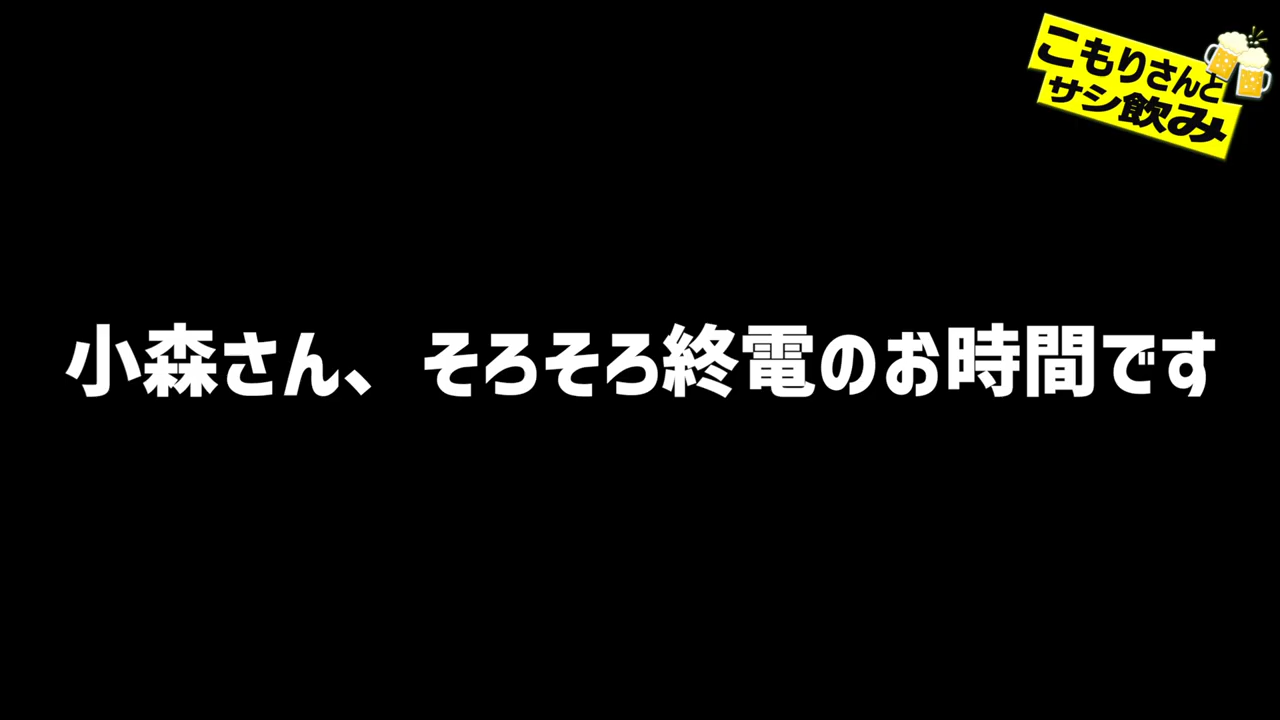 こもりさんと
サシ飲み
小森さん、そろそろ終電のお時間です